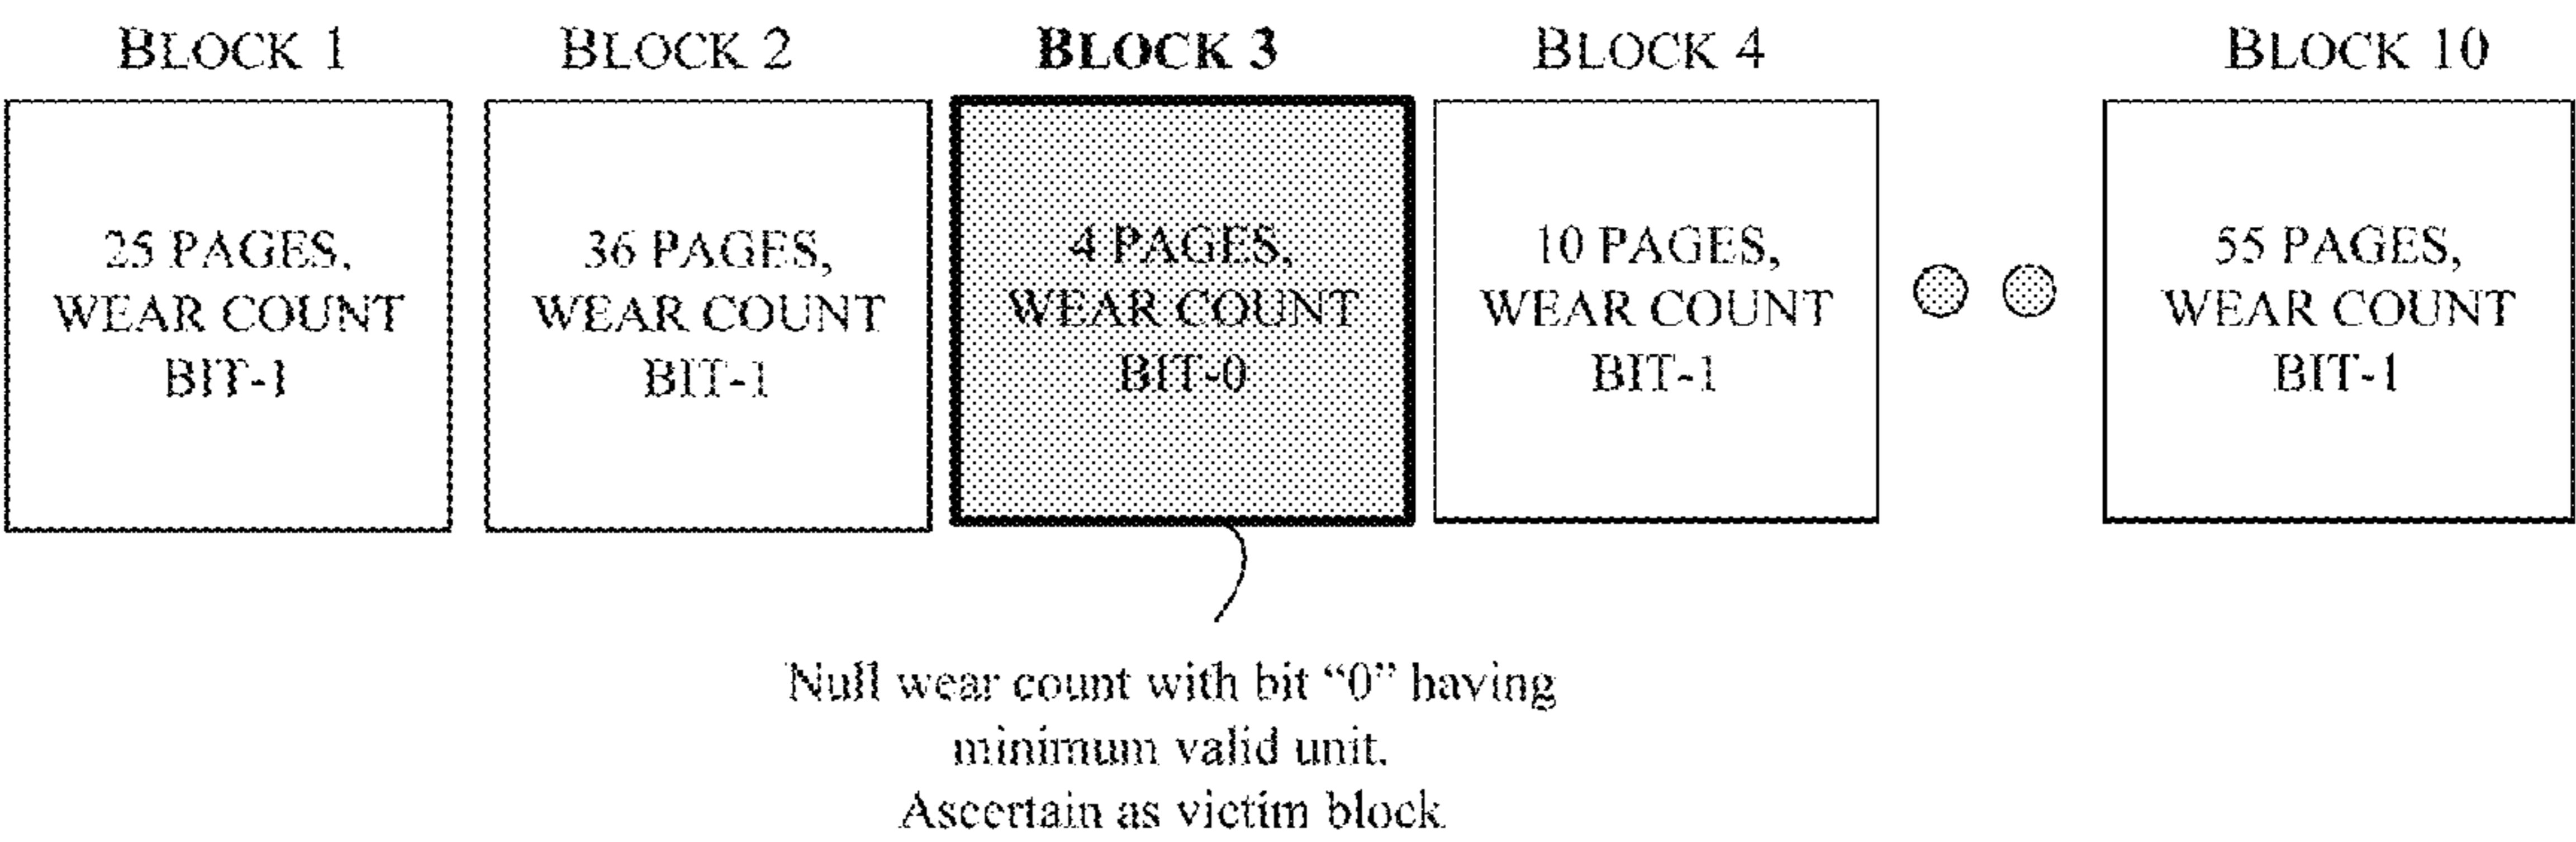 BLOCK 1
BLOCK 2
BLOCK 3
BLOCK 4
BLOCK 10
25 PAGES,
WEAR COUNT
BIT-1
36 PAGES,
WEAR COUNT
BIT-1
4 PAGES,
WEAR COUNT
BIT-0
10 PAGES,
WEAR COUNT
BIT-1
55 PAGES,
WEAR COUNT
BIT-1
Null wear count with bit “0” having
minimum valid unit.
Ascertain as victim block